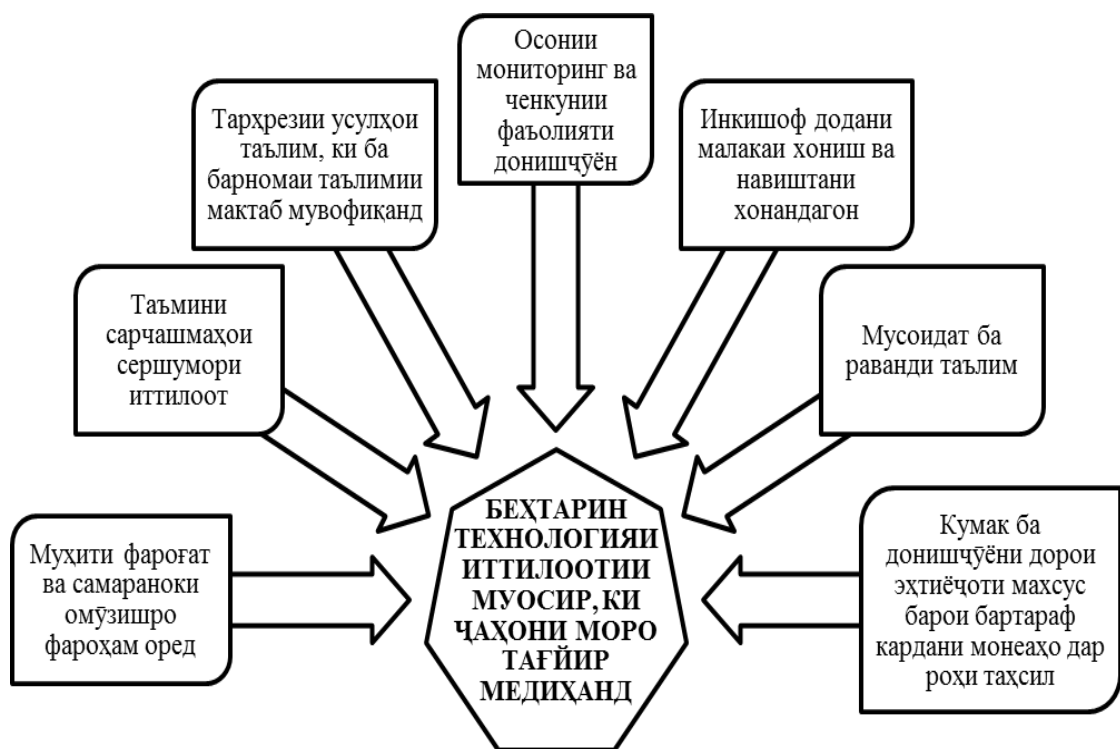 Осонии
мониторинг ва
ченкунии
фаъолияти
донишҷӯён
Тарҳрезии усулҳои
таълим, ки ба
барномаи таълимии
мактаб мувофиқанд
Инкишоф додани
малакаи хониш ва
навиштани
хонандагон
Таъмини
сарчашмаҳои
сершумори
иттилоот
Мусоидат ба
раванди таълим
Муҳити фароғат
ва самараноки
омӯзишро
фароҳам оред
БЕҲТАРИН
ТЕХНОЛОГИЯИ
ИТТИЛООТИИ
МУОСИР, КИ
ҶАҲОНИ МОРО
ТАҒЙИР
МЕДИҲАНД
Кумак ба
донишҷӯёни дорои
эҳтиёҷоти махсус
барои бартараф
кардани монеаҳо дар
роҳи таҳсил